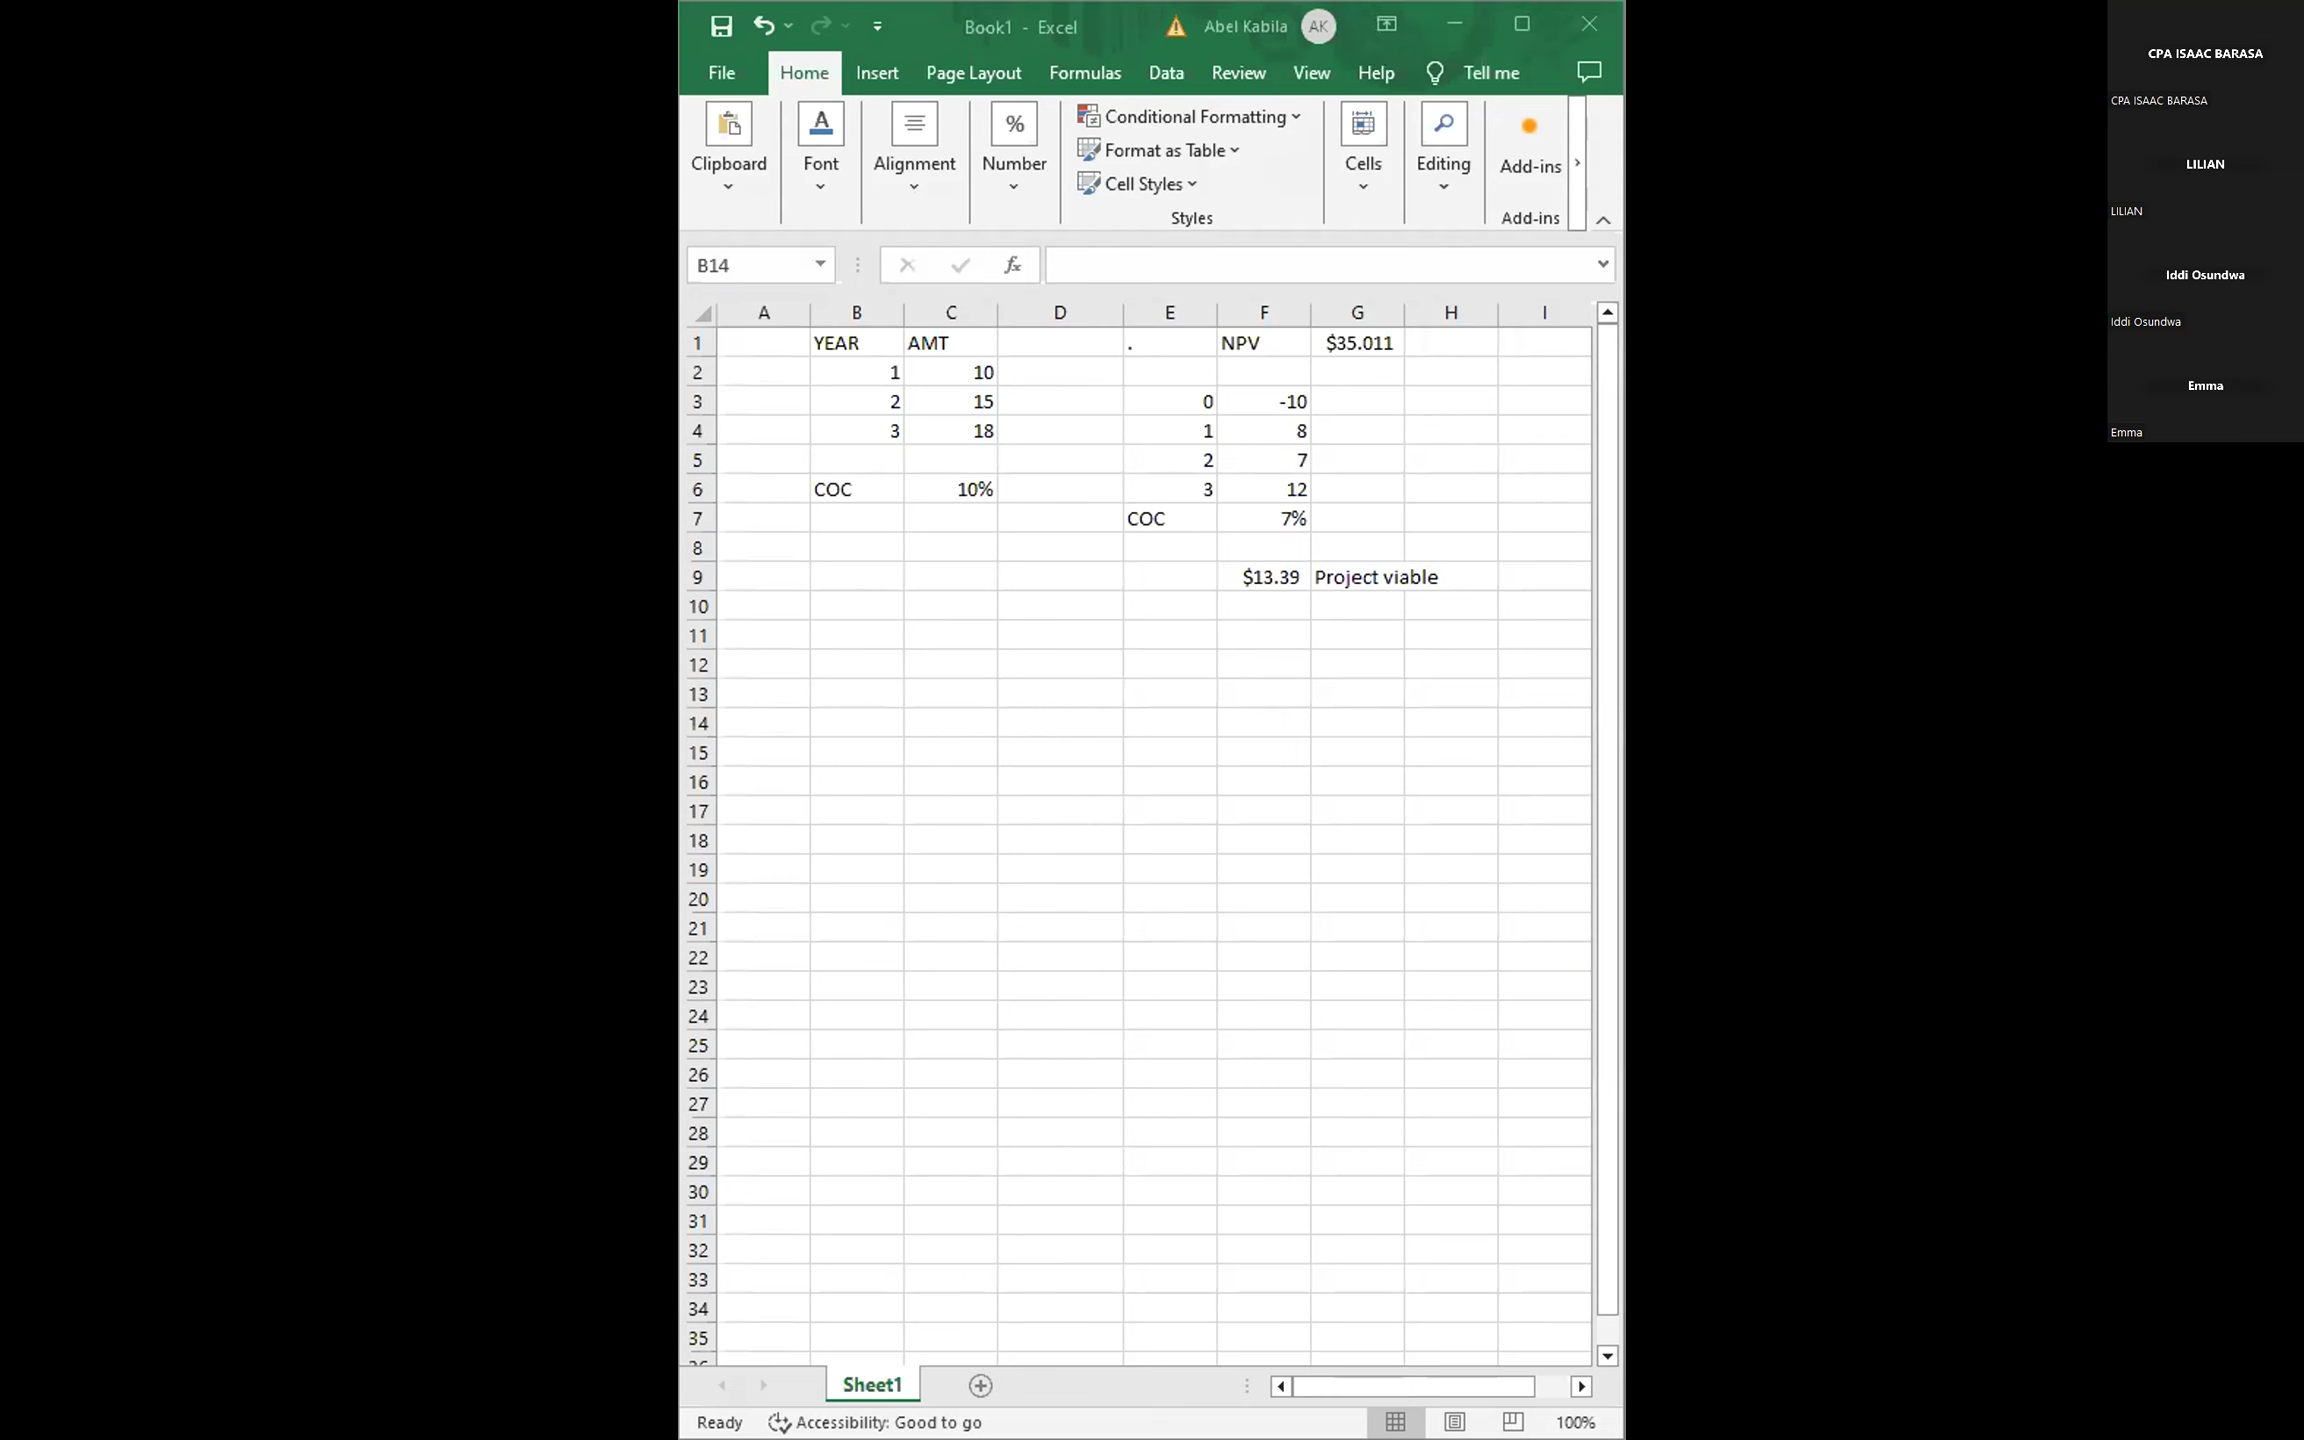 Book1 - Excel
Abel Kabila
AK
File Home Insert Page Layout Formulas Data Review View Help Tell me
Clipboard
Font
Alignment
%
Number
Conditional Formatting
Format as Table
Cell Styles
Styles
Cells
Editing
Add-ins
Add-ins
B14
fx
A B C D E F G H I
1 YEAR AMT . NPV $35.011
2 1 10
3 2 15 0 -10
4 3 18 1 8
5 2 7
6 COC 10% 3 12
7 COC 7%
8
9 $13.39 Project viable
10
11
12
13
14
15
16
17
18
19
20
21
22
23
24
25
26
27
28
29
30
31
32
33
34
35
Sheet1
Ready Accessibility: Good to go 100%
CPA ISAAC BARASA
CPA ISAAC BARASA
LILIAN
LILIAN
Iddi Osundwa
Iddi Osundwa
Emma
Emma